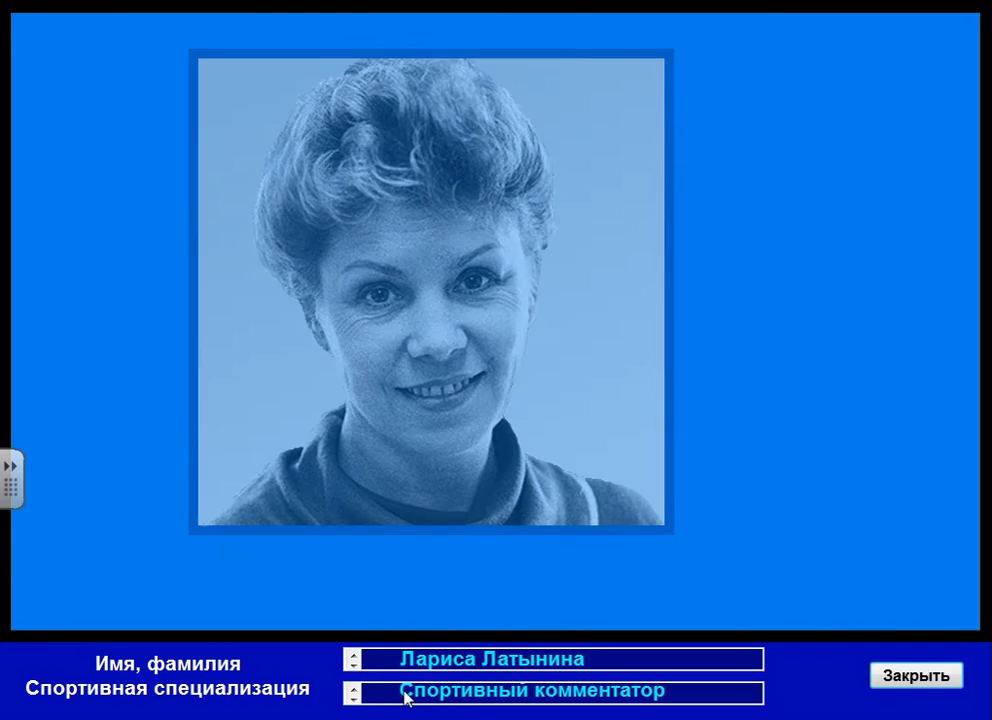 Имя, фамилия
Лариса Латынина
Спортивная специализация
Спортивный комментатор
Закрыть